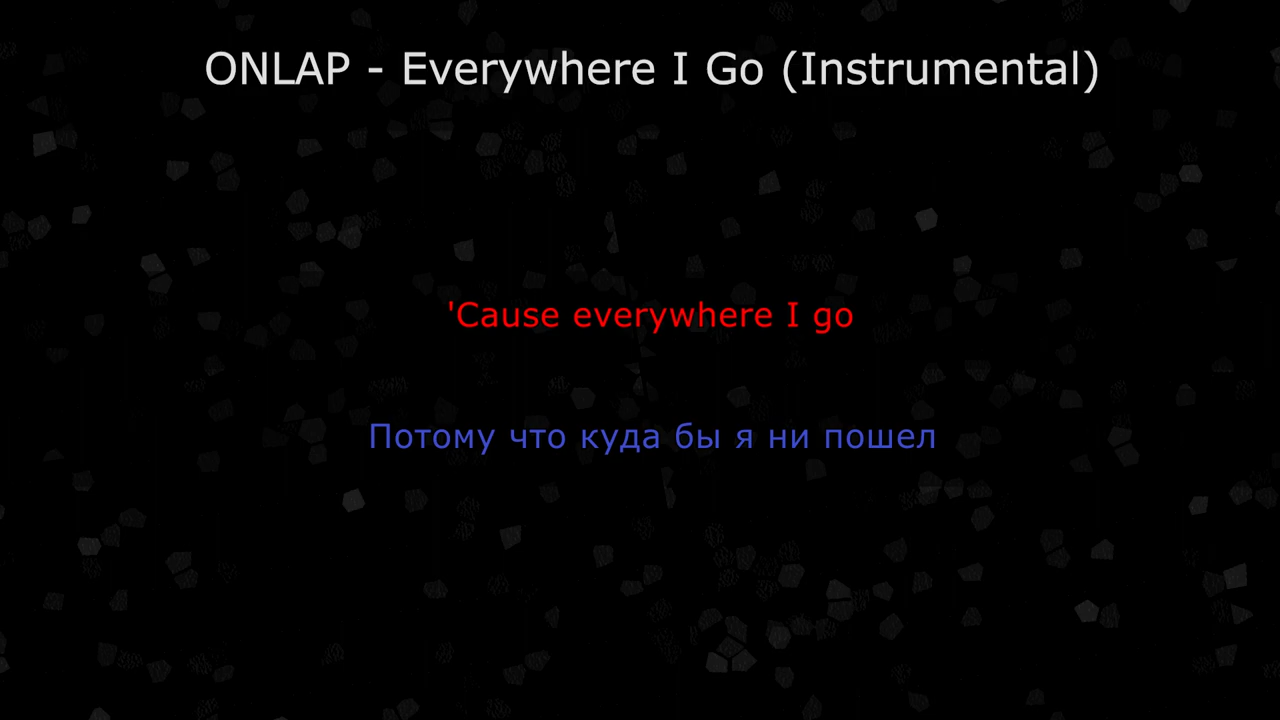 ONLAP - Everywhere I Go (Instrumental)
'Cause everywhere I go
Потому что куда бы я ни пошел